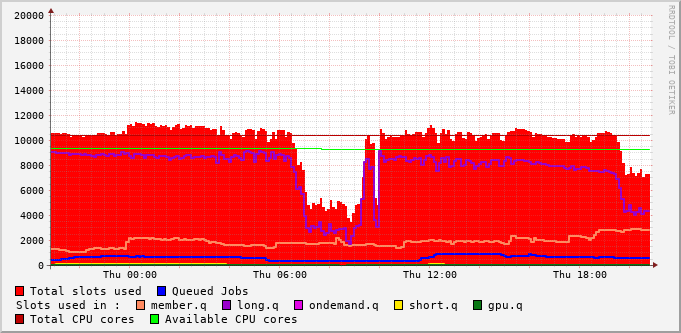 20000
18000
16000
14000
12000
10000
8000
6000
4000
2000
0
Thu 00:00 Thu 06:00 Thu 12:00 Thu 18:00
RRDTOOL / TOBI OETIKER
Total slots used Queued Jobs
Slots used in : member.q long.q ondemand.q short.q gpu.q
Total CPU cores Available CPU cores